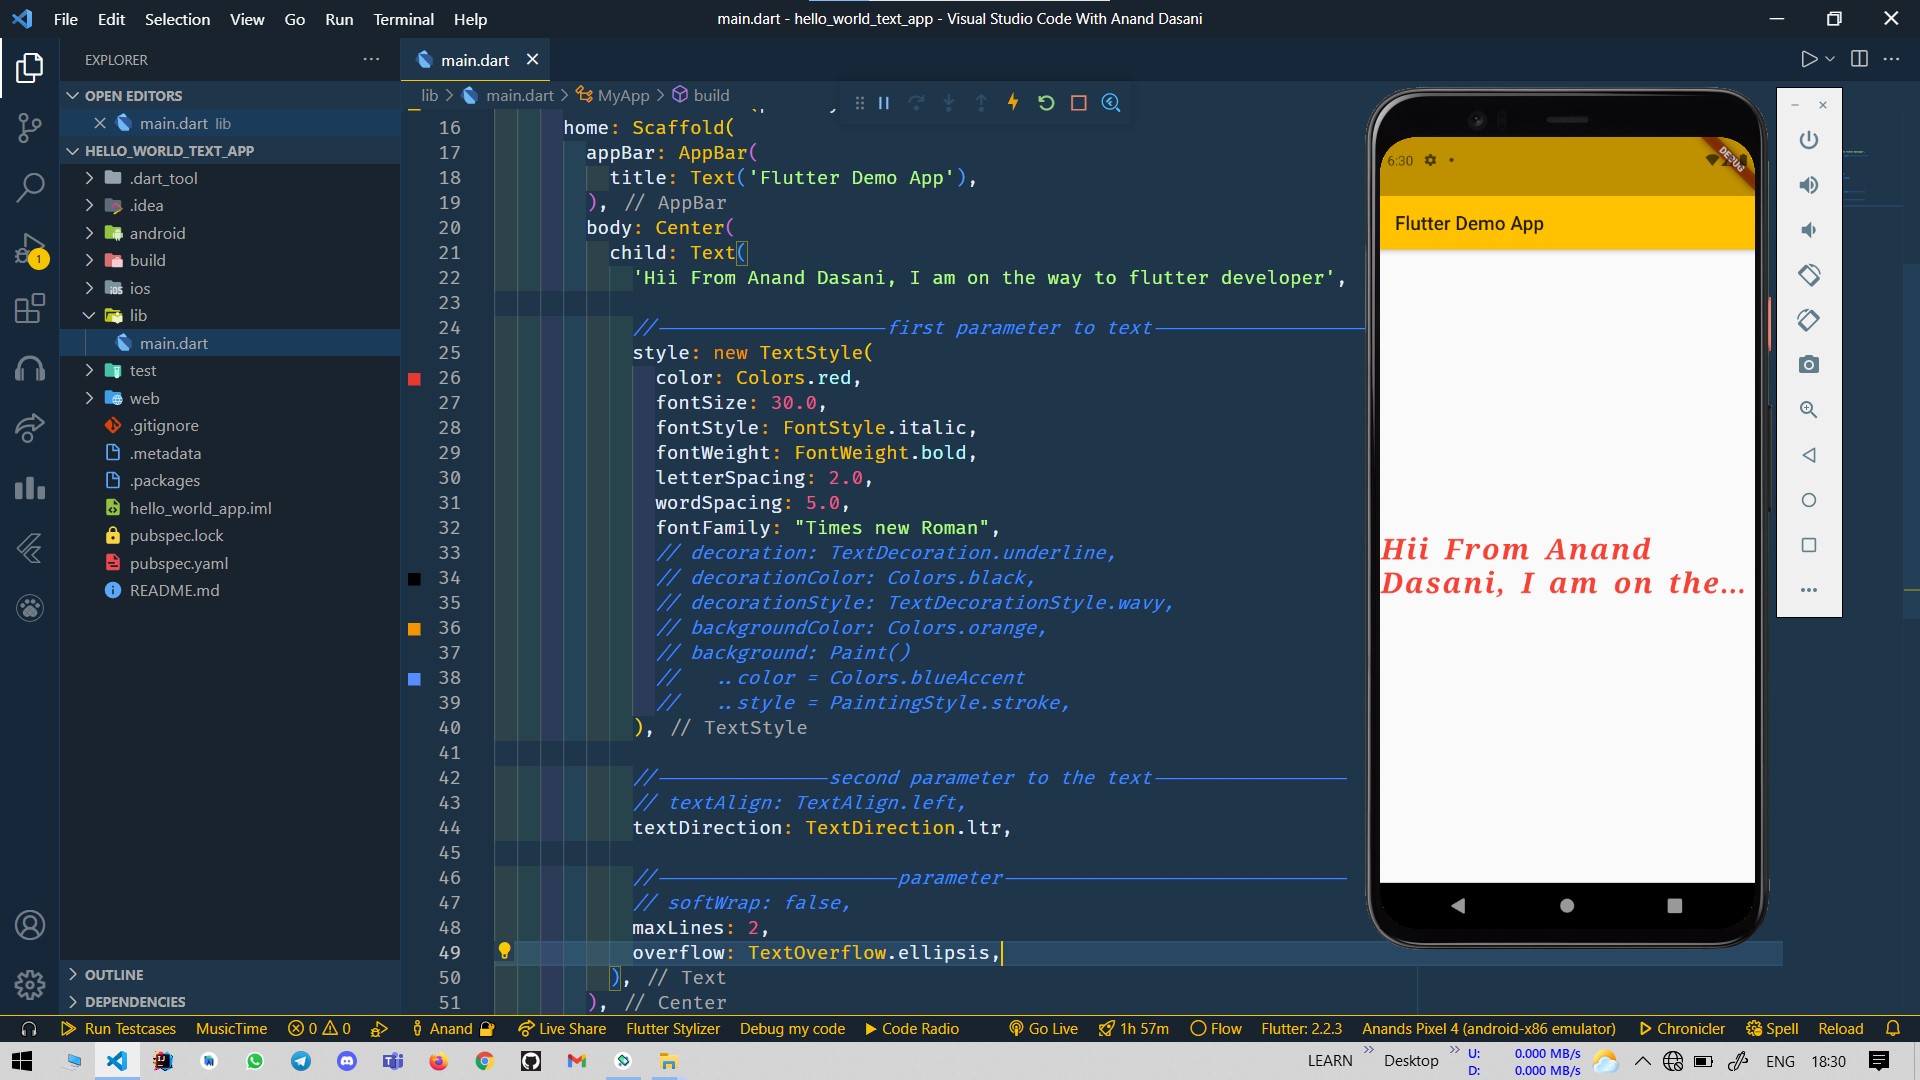 File Edit Selection View Go Run Terminal Help
main.dart - hello_world_text_app - Visual Studio Code With Anand Dasani
EXPLORER
OPEN EDITORS
main.dart lib
HELLO_WORLD_TEXT_APP
.dart_tool
.idea
android
build
ios
lib
main.dart
test
web
.gitignore
.metadata
.packages
hello_world_app.iml
pubspec.lock
pubspec.yaml
README.md
OUTLINE
DEPENDENCIES
1
main.dart
lib > main.dart > MyApp > build
16 home: Scaffold(
17 appBar: AppBar(
18 title: Text('Flutter Demo App'),
19 ), // AppBar
20 body: Center(
21 child: Text(
22 'Hii From Anand Dasani, I am on the way to flutter developer',
23
24 //————————————first parameter to text————————————
25 style: new TextStyle(
26 color: Colors.red,
27 fontSize: 30.0,
28 fontStyle: FontStyle.italic,
29 fontWeight: FontWeight.bold,
30 letterSpacing: 2.0,
31 wordSpacing: 5.0,
32 fontFamily: "Times new Roman",
33 // decoration: TextDecoration.underline,
34 // decorationColor: Colors.black,
35 // decorationStyle: TextDecorationStyle.wavy,
36 // backgroundColor: Colors.orange,
37 // background: Paint()
38 // ..color = Colors.blueAccent
39 // ..style = PaintingStyle.stroke,
40 ), // TextStyle
41
42 //—————————second parameter to the text——————————
43 // textAlign: TextAlign.left,
44 textDirection: TextDirection.ltr,
45
46 //————————————parameter——————————————————
47 // softWrap: false,
48 maxLines: 2,
49 overflow: TextOverflow.ellipsis,
50 ), // Text
51 ), // Center
6:30
DEBUG
Flutter Demo App
Hii From Anand
Dasani, I am on the...
Run Testcases MusicTime 0 0 Anand Live Share Flutter Stylizer Debug my code Code Radio Go Live 1h 57m Flow Flutter: 2.2.3 Anands Pixel 4 (android-x86 emulator) Chronicler Spell Reload
LEARN Desktop U: 0.000 MB/s
D: 0.000 MB/s
ENG 18:30